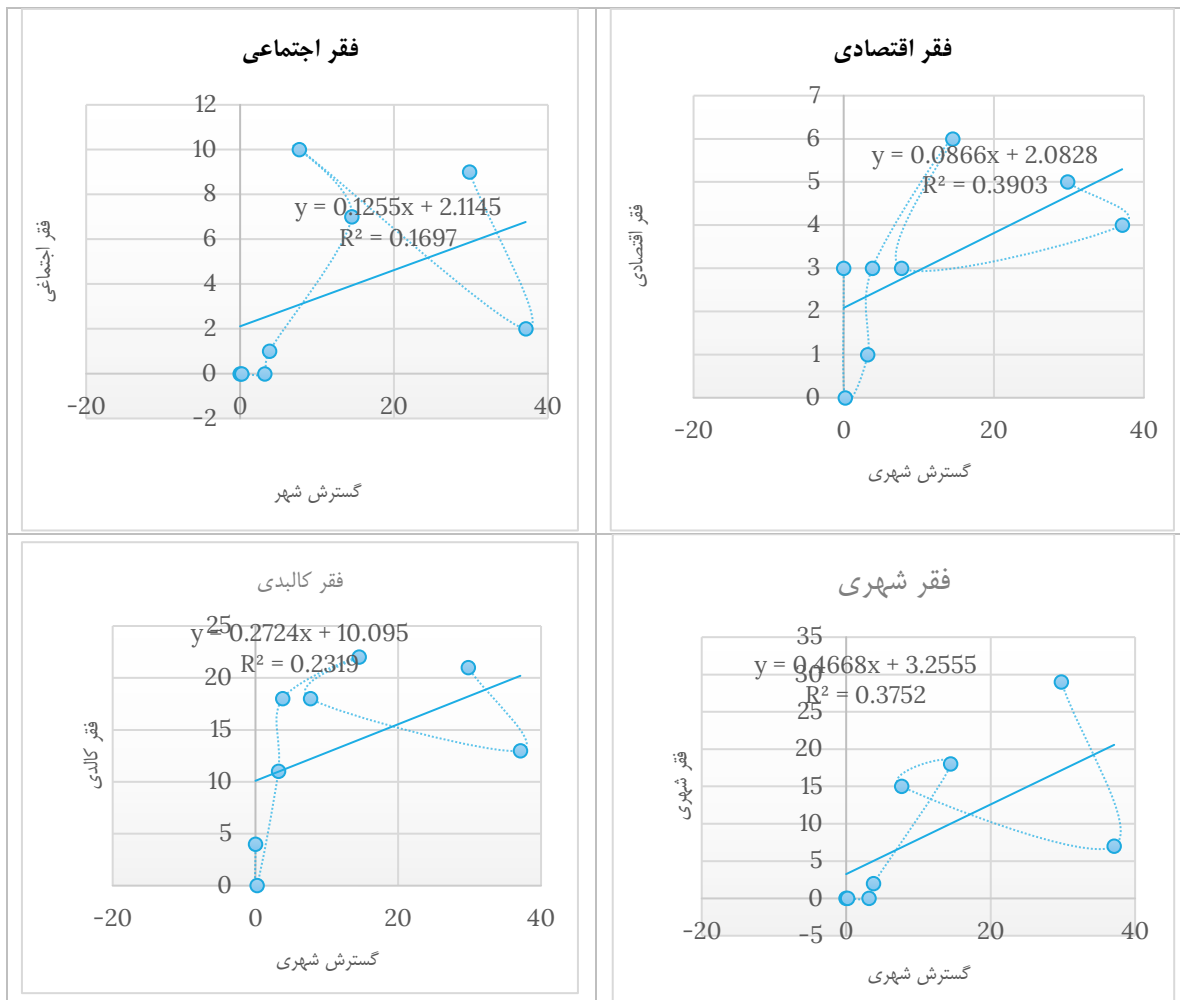 فقر اقتصادی
7
6
5
4
3
2
1
0
y = 0.0866x + 2.0828
R² = 0.3903
-20
0
20
40
فقر اقتصادی
گسترش شهری
فقر اجتماعی
12
10
8
6
4
2
0
-2
y = 0.1255x + 2.1145
R² = 0.1697
-20
0
20
40
فقر اجتماغی
گسترش شهر
فقر شهری
35
30
25
20
15
10
5
0
-5
y = 0.4668x + 3.2555
R² = 0.3752
-20
0
20
40
فقر شهری
گسترش شهری
فقر کالبدی
25
20
15
10
5
0
y = 0.2724x + 10.095
R² = 0.2319
-20
0
20
40
فقر کالدی
گسترش شهری